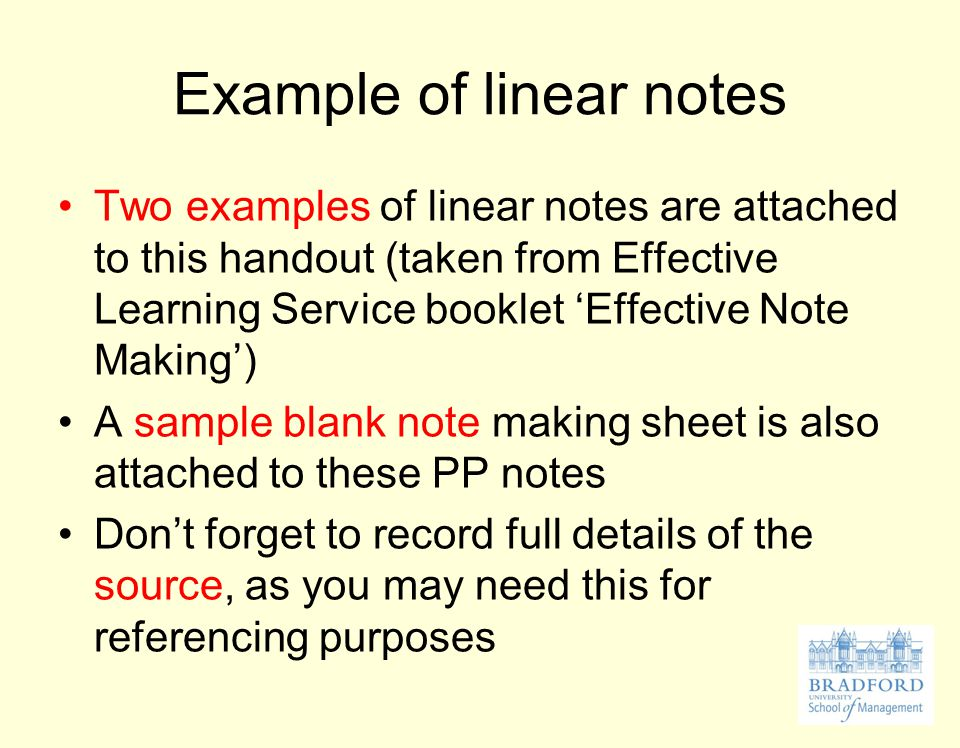 Example of linear notes
• Two examples of linear notes are attached
to this handout (taken from Effective
Learning Service booklet ‘Effective Note
Making’)
• A sample blank note making sheet is also
attached to these PP notes
• Don’t forget to record full details of the
source, as you may need this for
referencing purposes
BRADFORD
UNIVERSITY
School of Management